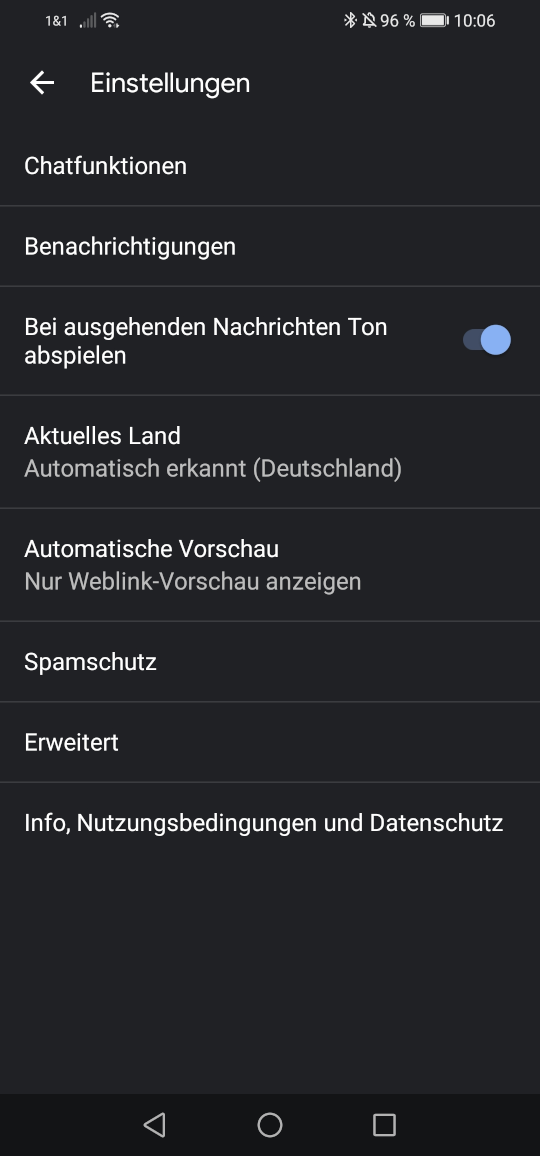 1&1 96 % 10:06
Einstellungen
Chatfunktionen
Benachrichtigungen
Bei ausgehenden Nachrichten Ton
abspielen
Aktuelles Land
Automatisch erkannt (Deutschland)
Automatische Vorschau
Nur Weblink-Vorschau anzeigen
Spamschutz
Erweitert
Info, Nutzungsbedingungen und Datenschutz